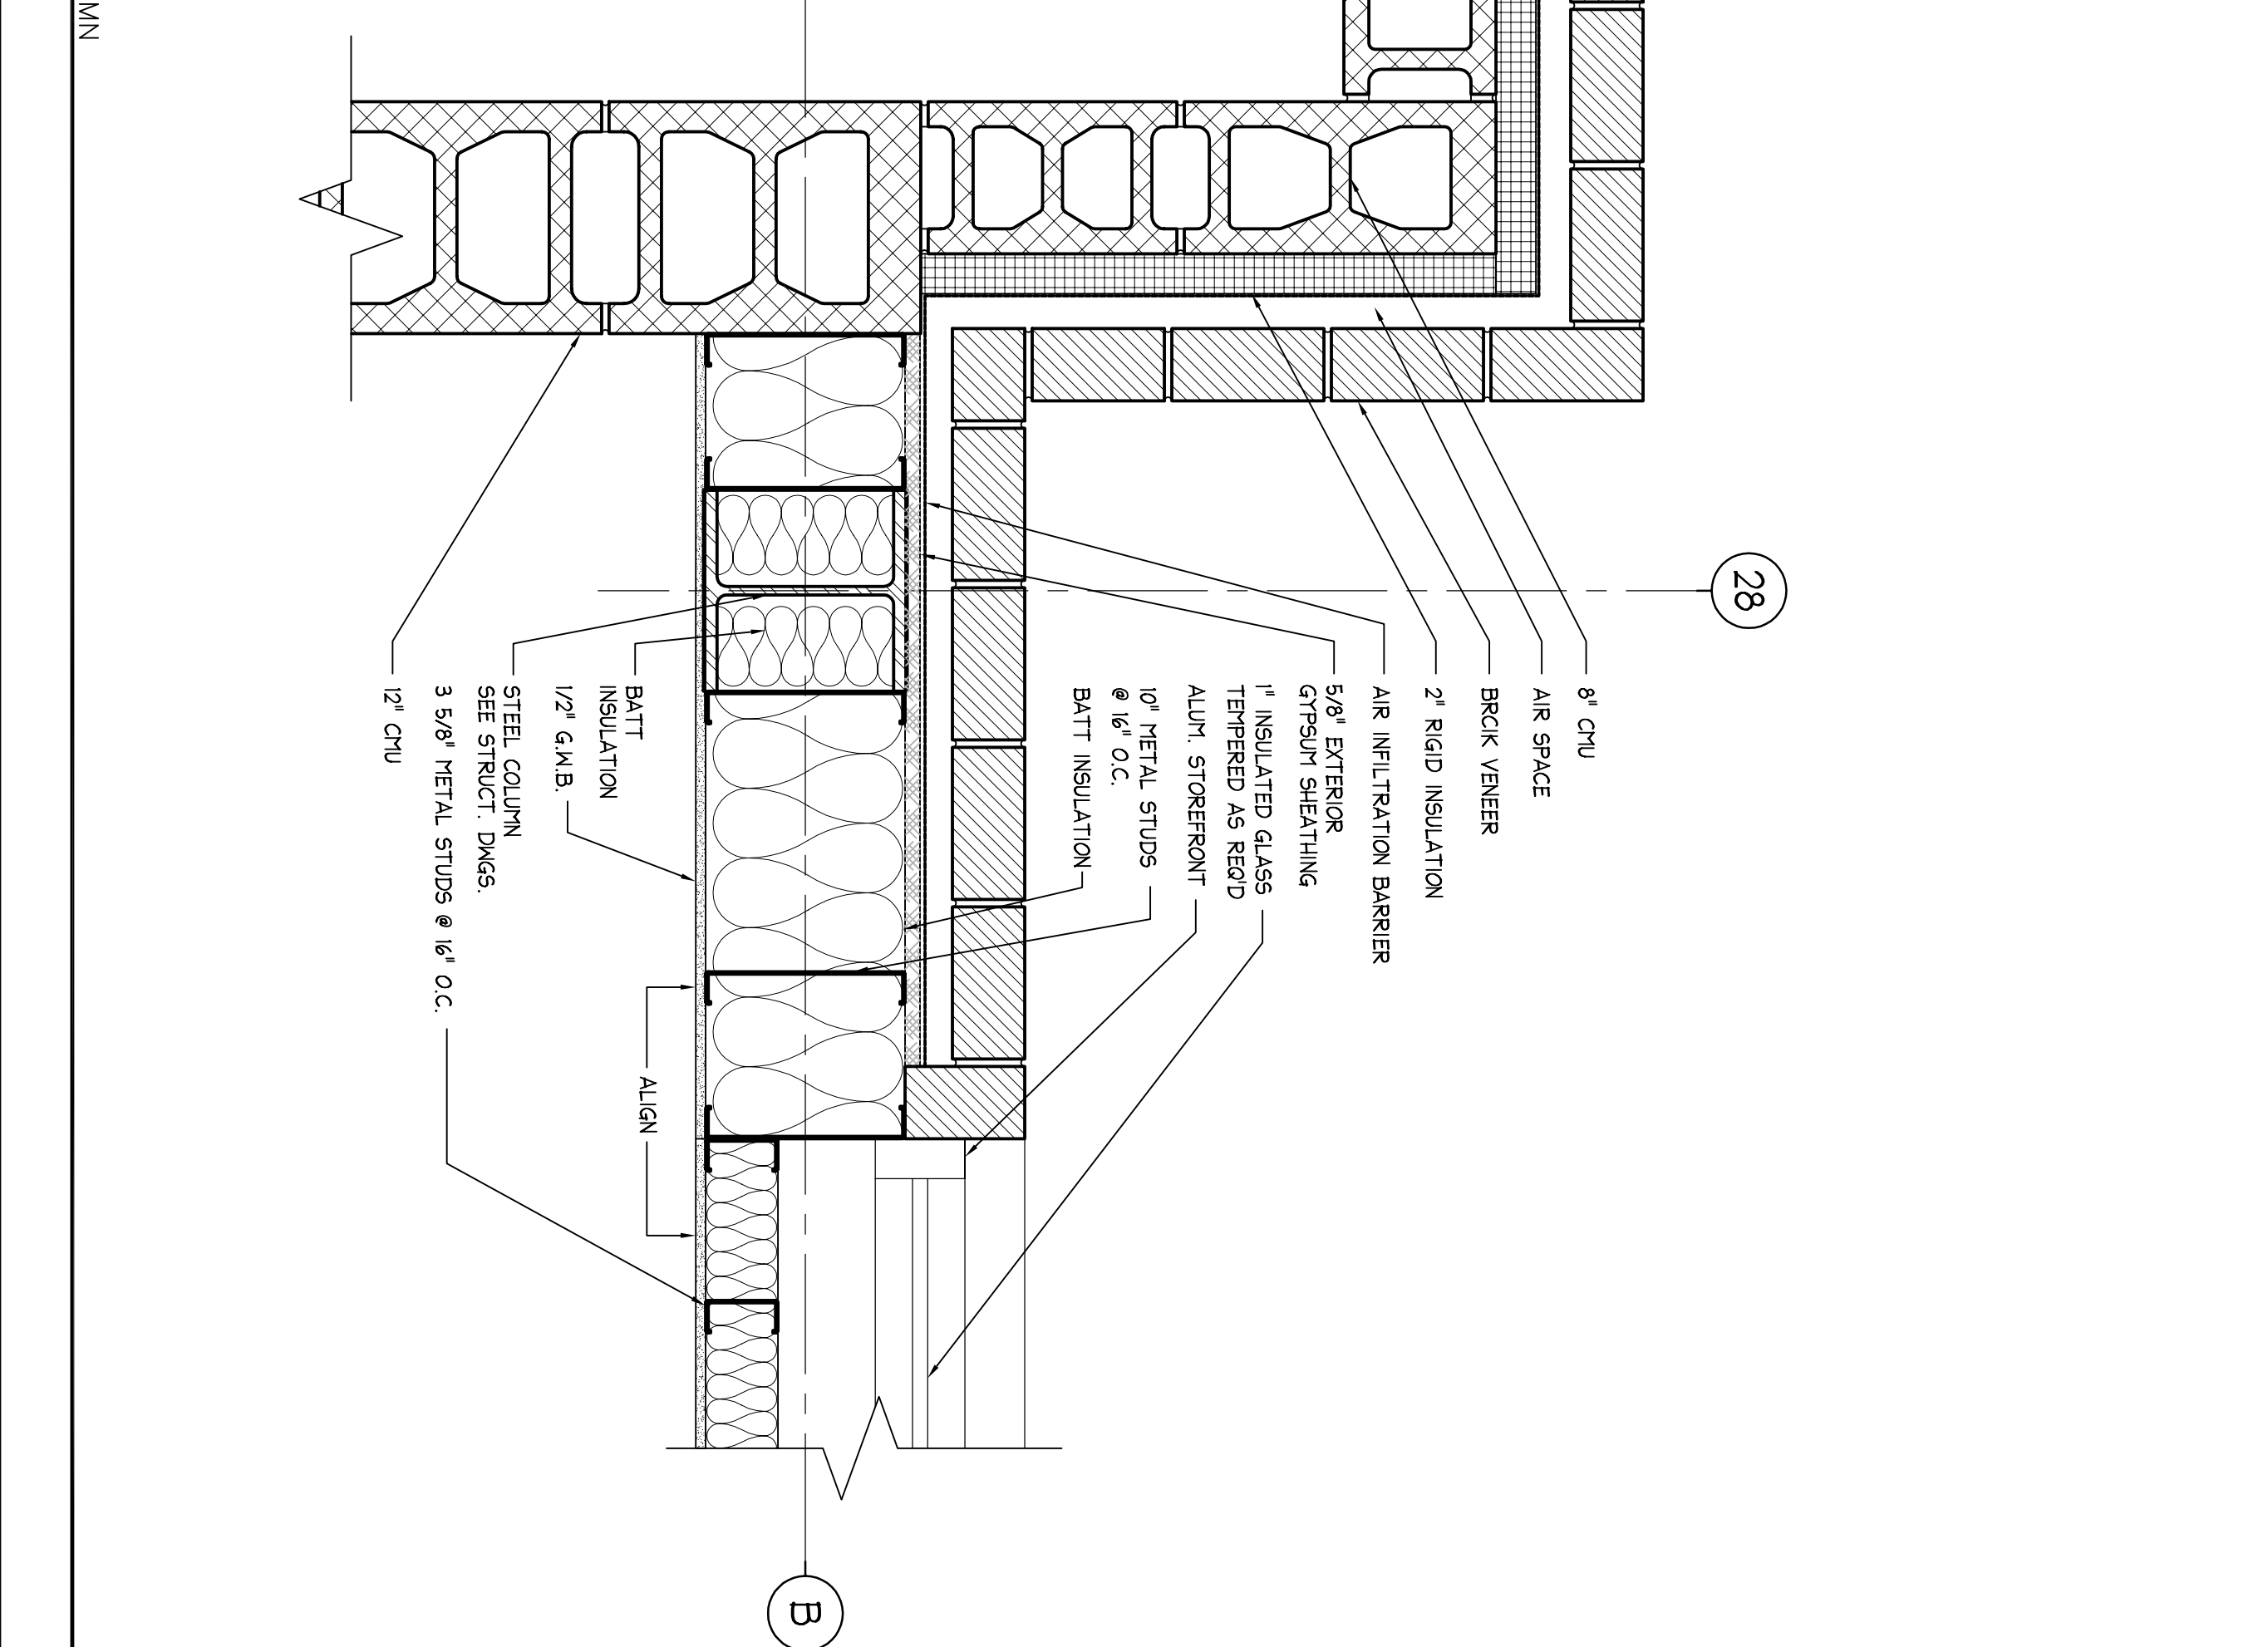 28
8" CMU
AIR SPACE
BRCIK VENEER
2" RIGID INSULATION
AIR INFILTRATION BARRIER
5/8" EXTERIOR
GYPSUM SHEATHING
1" INSULATED GLASS
TEMPERED AS REQ'D
ALUM. STOREFRONT
10" METAL STUDS
@ 16" O.C.
BATT INSULATION
BATT
INSULATION
1/2" G.W.B.
STEEL COLUMN
SEE STRUCT. DWGS.
3 5/8" METAL STUDS @ 16" O.C.
12" CMU
ALIGN
B
MN